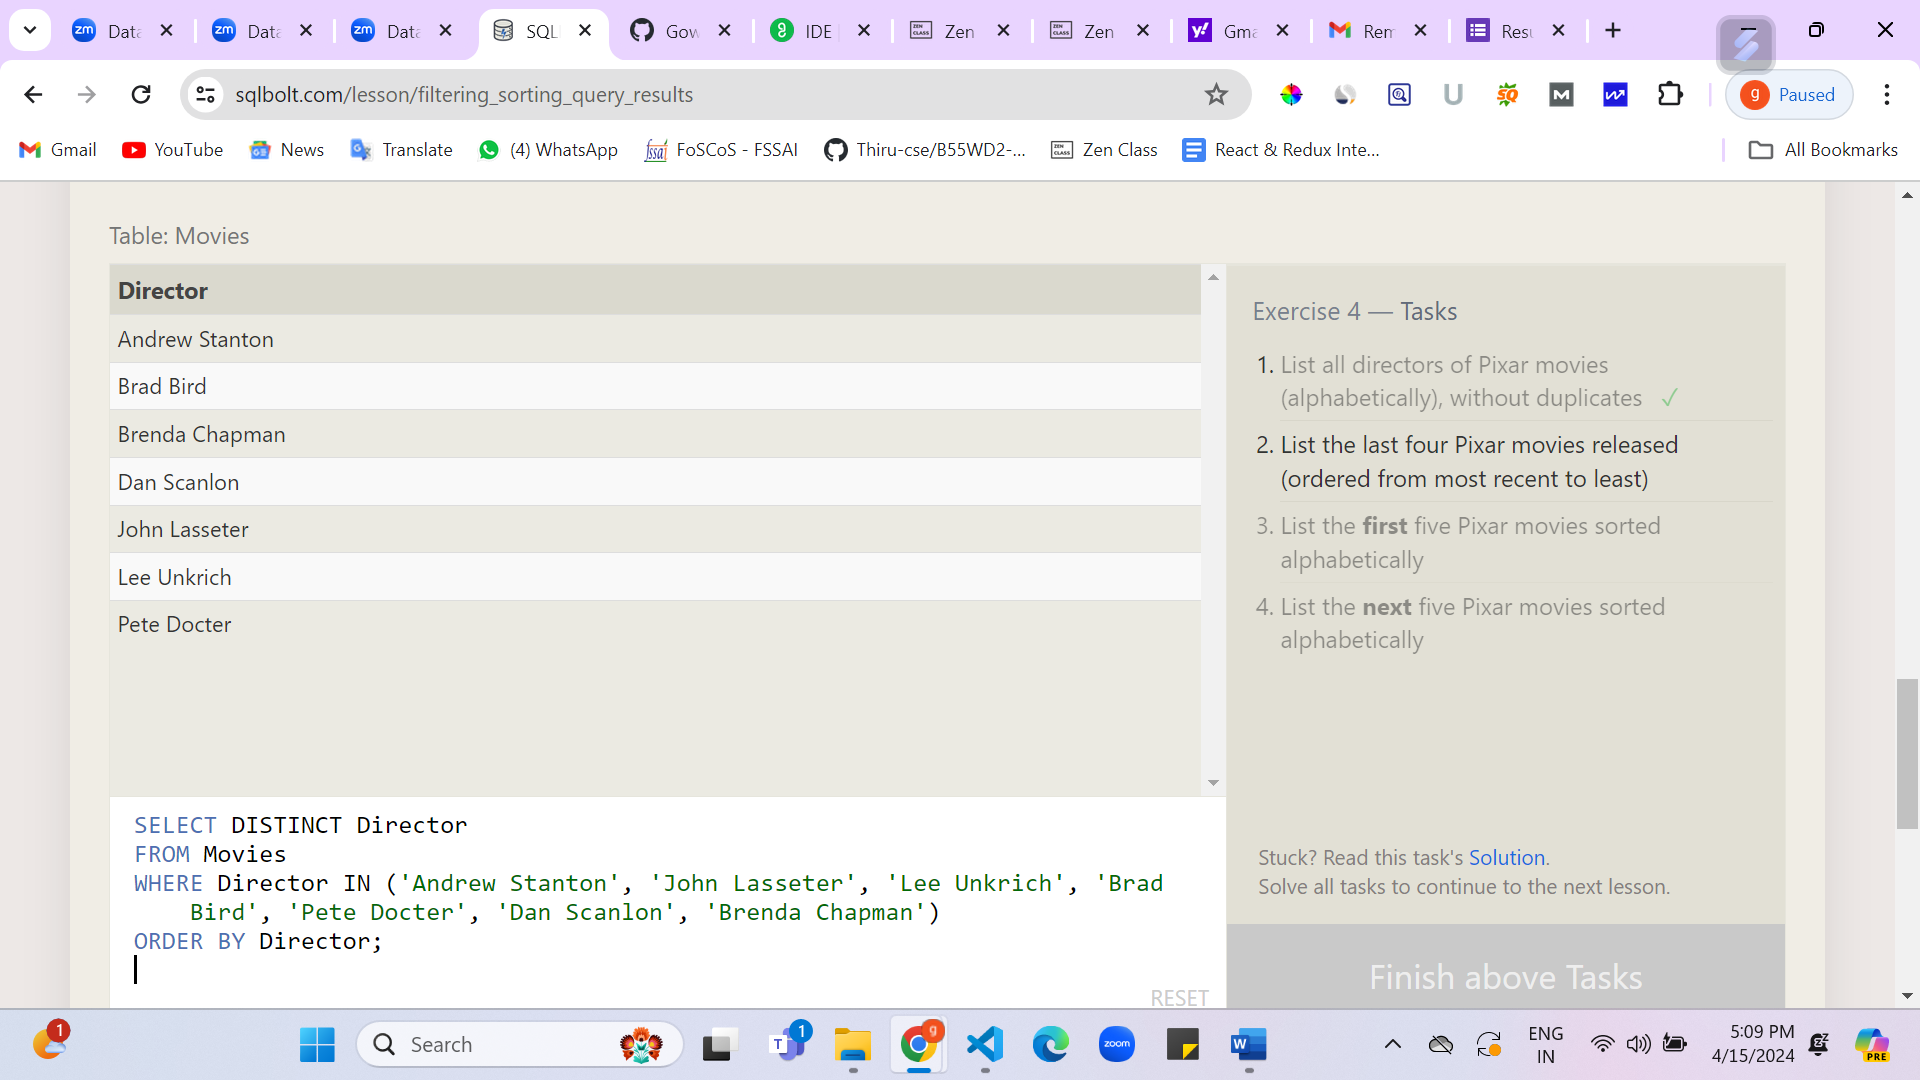 Data
Data
Data
SQL
Gow
IDE
Zen
Zen
Gma
Rem
Resu
sqlbolt.com/lesson/filtering_sorting_query_results
g Paused
Gmail YouTube News Translate (4) WhatsApp FoSCoS - FSSAI Thiru-cse/B55WD2-... Zen Class React & Redux Inte... All Bookmarks
Table: Movies
Director
Andrew Stanton
Brad Bird
Brenda Chapman
Dan Scanlon
John Lasseter
Lee Unkrich
Pete Docter
Exercise 4 — Tasks
1. List all directors of Pixar movies
(alphabetically), without duplicates ✓
2. List the last four Pixar movies released
(ordered from most recent to least)
3. List the first five Pixar movies sorted
alphabetically
4. List the next five Pixar movies sorted
alphabetically
Stuck? Read this task's Solution.
Solve all tasks to continue to the next lesson.
Finish above Tasks
SELECT DISTINCT Director
FROM Movies
WHERE Director IN ('Andrew Stanton', 'John Lasseter', 'Lee Unkrich', 'Brad
Bird', 'Pete Docter', 'Dan Scanlon', 'Brenda Chapman')
ORDER BY Director;
RESET
1
Search
1
g
zoom
ENG
IN
5:09 PM
4/15/2024
PRE